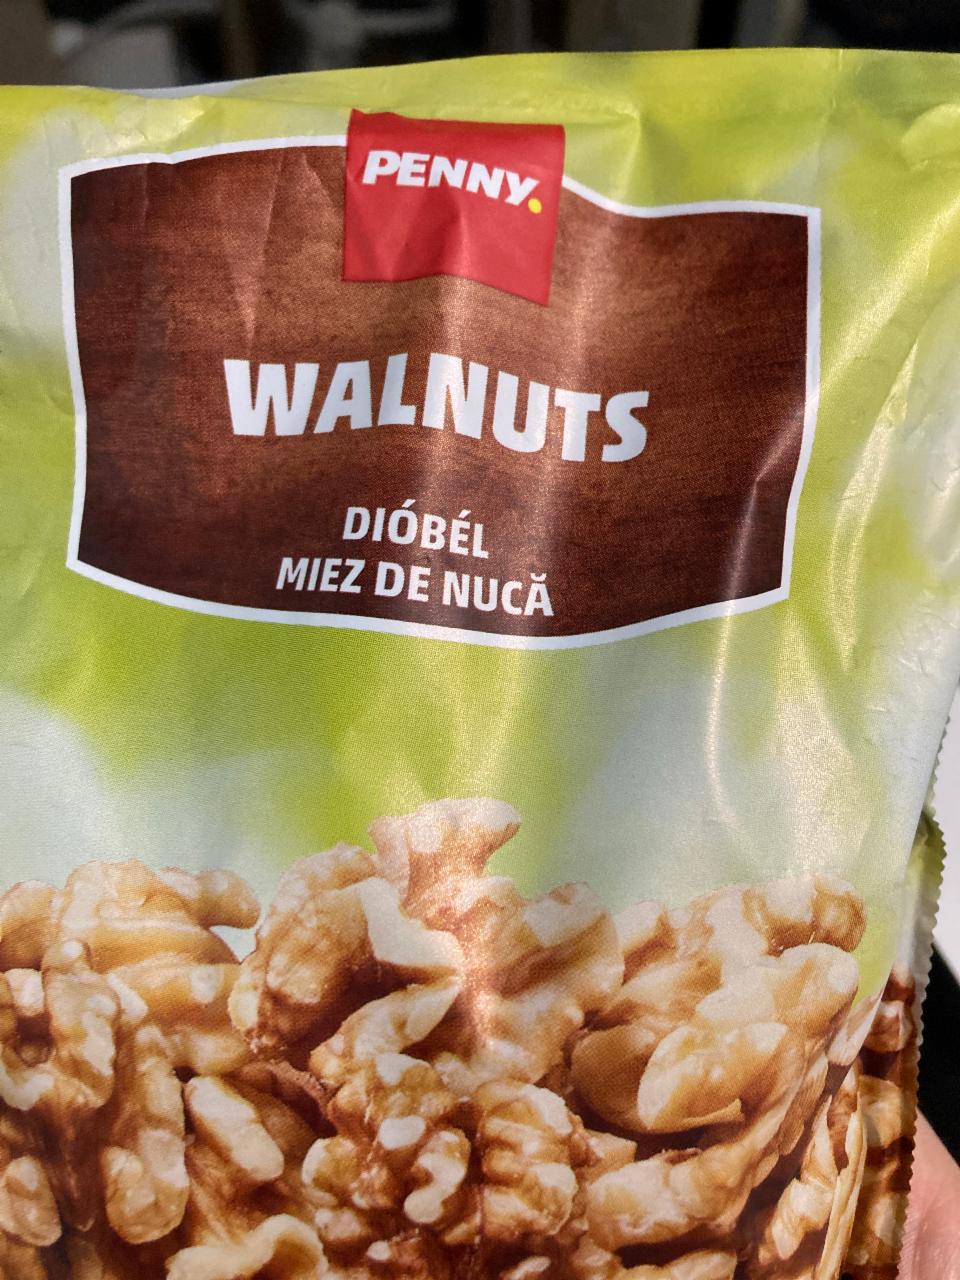 PENNY.
WALNUTS
DIÓBÉL
MIEZ DE NUCĂ